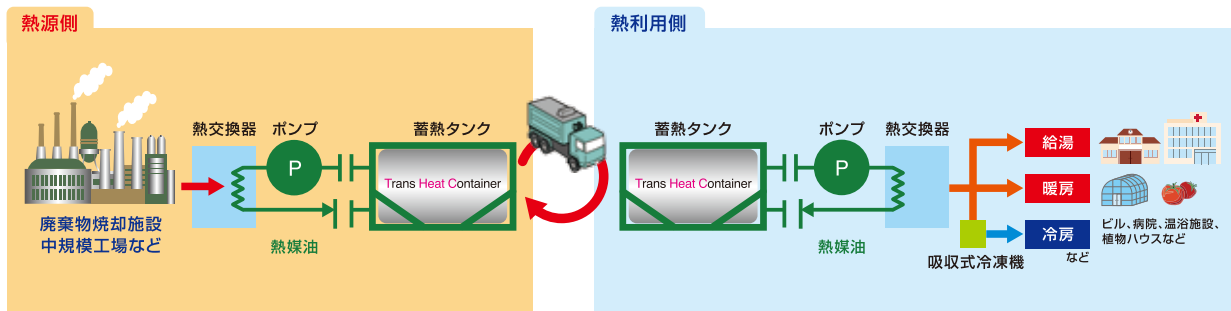 熱源側
熱交換器
ポンプ
蓄熱タンク
P
Trans Heat Container
熱媒油
廃棄物焼却施設
中規模工場など
熱利用側
蓄熱タンク
ポンプ
熱交換器
Trans Heat Container
P
熱媒油
給湯
暖房
冷房
など
吸収式冷凍機
ビル、病院、温浴施設、
植物ハウスなど